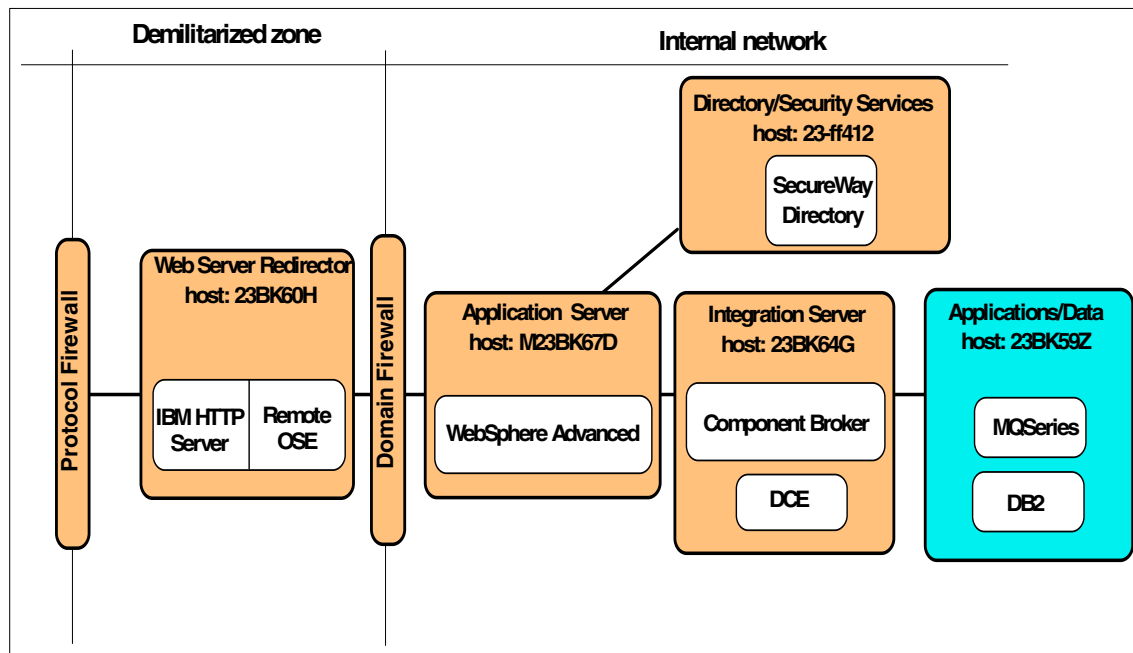 Demilitarized zone
Internal network
Directory/Security Services
host: 23-ff412
SecureWay
Directory
Protocol Firewall
Web Server Redirector
host: 23BK60H
IBM HTTP
Server
Remote
OSE
Domain Firewall
Application Server
host: M23BK67D
WebSphere Advanced
Integration Server
host: 23BK64G
Component Broker
DCE
Applications/Data
host: 23BK59Z
MQSeries
DB2